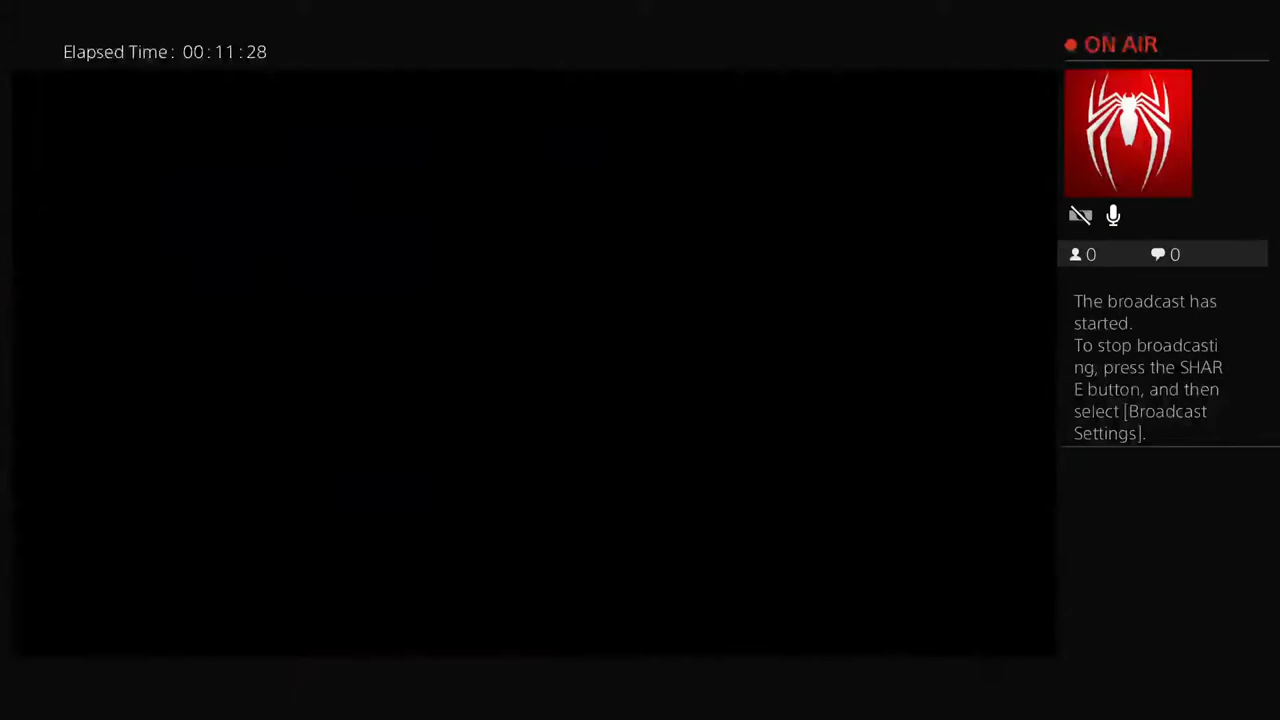 Elapsed Time: 00:11:28
ON AIR
0 0
The broadcast has
started.
To stop broadcasti
ng, press the SHAR
E button, and then
select [Broadcast
Settings].